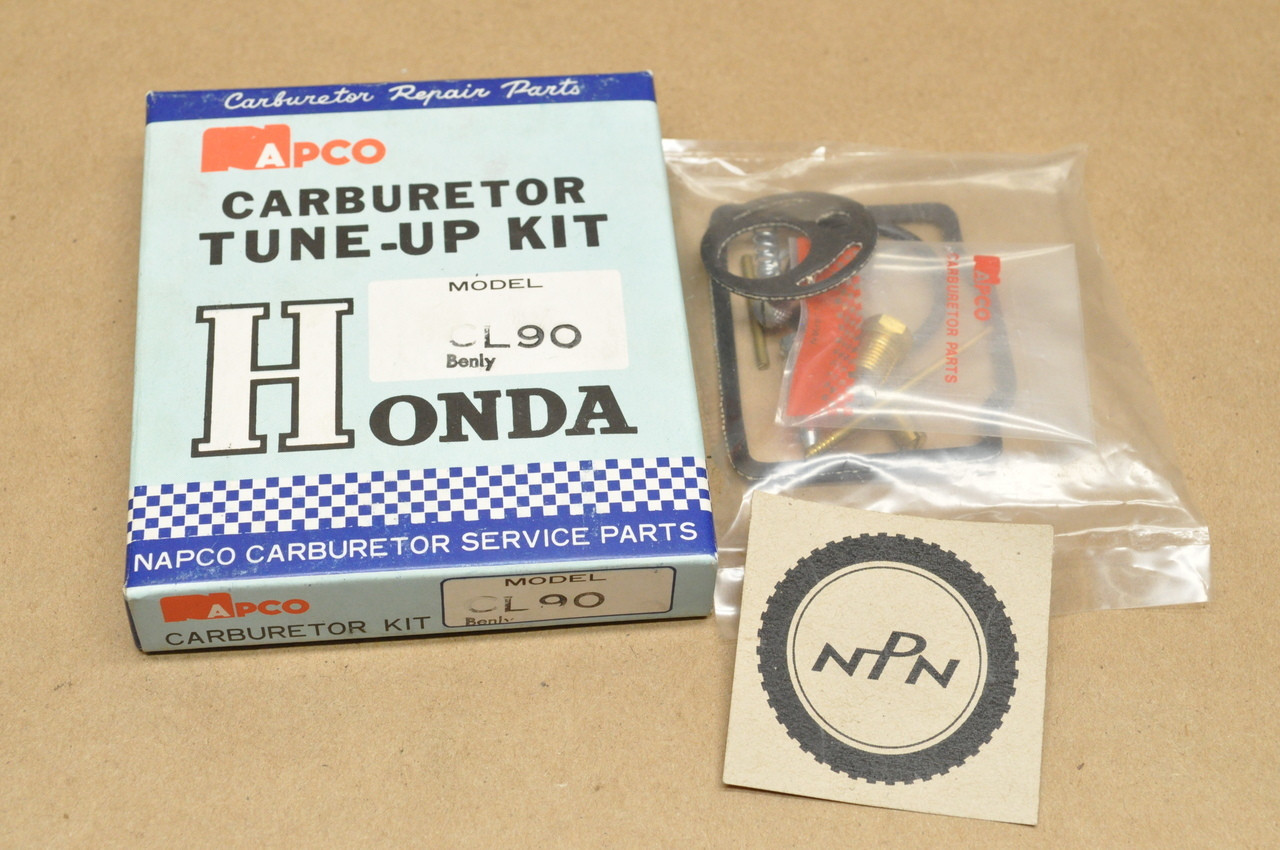 Carburetor Repair Parts
NAPCO
CARBURETOR
TUNE-UP KIT
MODEL
CL90
Benly
HONDA
NAPCO CARBURETOR SERVICE PARTS
NAPCO
CARBURETOR KIT
MODEL
CL90
Benly
NAPCO
CARBURETOR PARTS
NPN